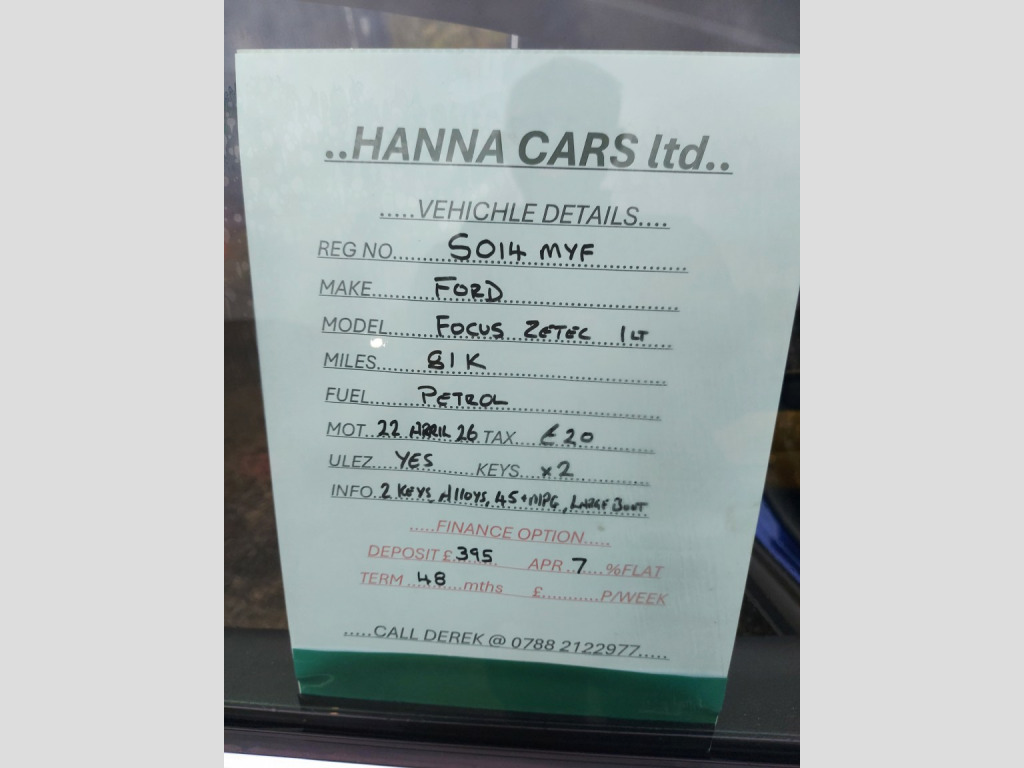 ..HANNA CARS ltd..
.....VEHICHLE DETAILS....
REG NO......SO14 MYF..............
MAKE.......FORD......................
MODEL.......FOCUS ZETEC 1LT....
MILES.......81K..........................
FUEL.......PETROL......................
MOT..22 APRIL 26 TAX....£20..........
ULEZ...YES.......KEYS...x2............
INFO.2 KEYS, Alloys, 45+MPG, LARGE BOOT
.....FINANCE OPTION.....
DEPOSIT £.395...... APR..7....%FLAT
TERM..48...mths £...........P/WEEK
.....CALL DEREK @ 0788 2122977.....